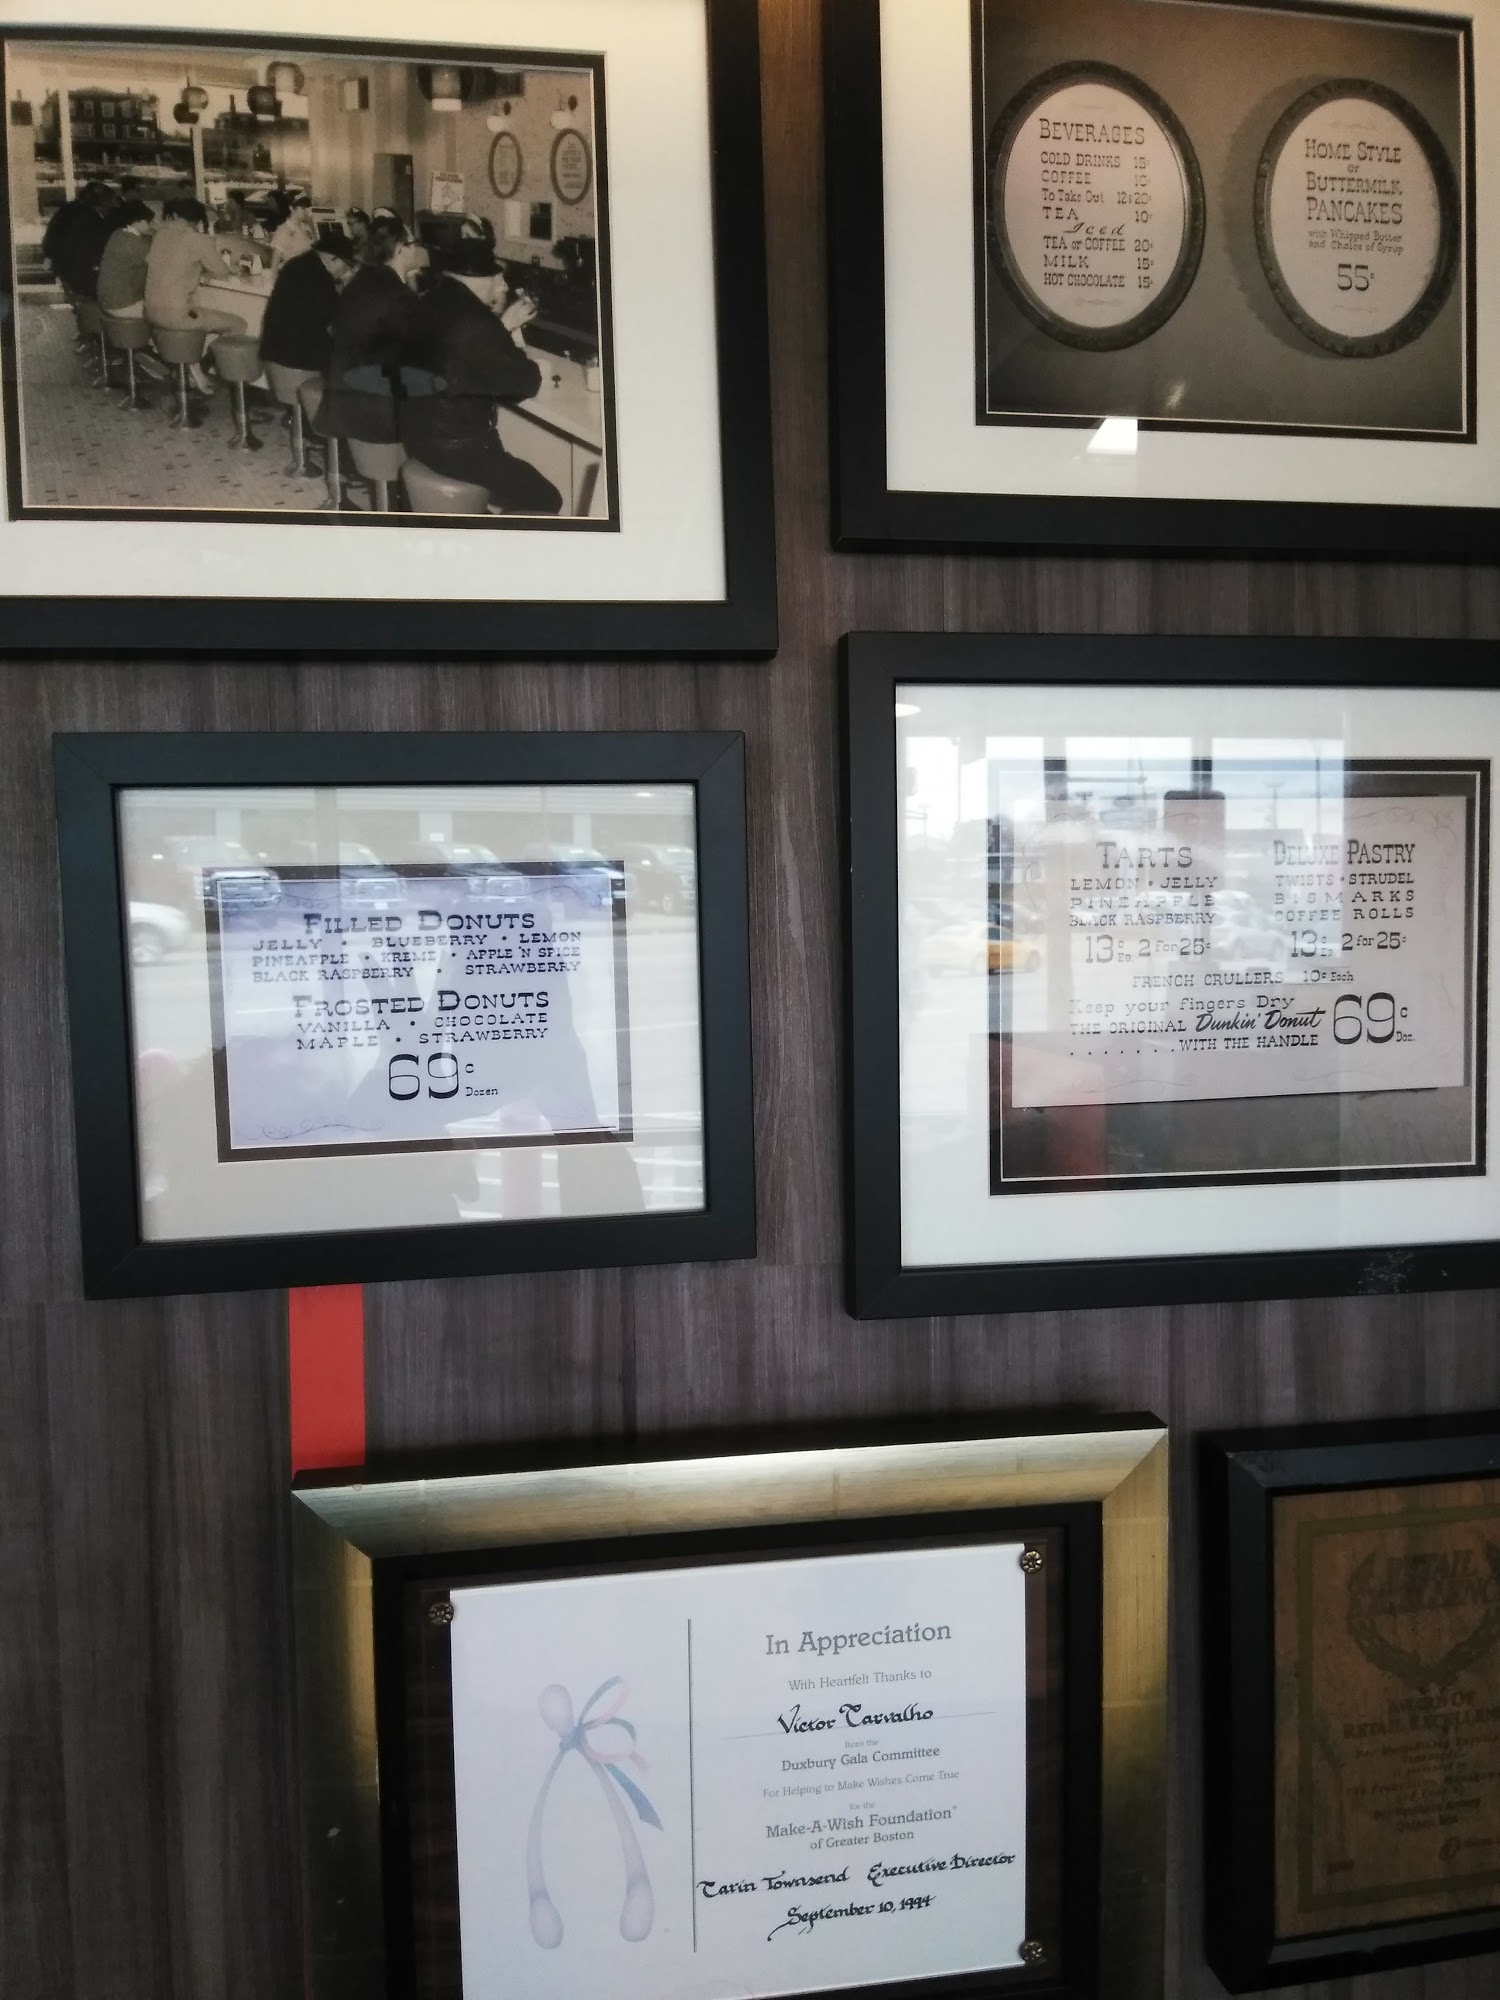 BEVERAGES
COLD DRINKS 15¢
COFFEE 10¢
To Take Out 12&20¢
TEA 10¢
Iced
TEA or COFFEE 20¢
MILK 15¢
HOT CHOCOLATE 15¢
HOME STYLE
or
BUTTERMILK
PANCAKES
with Whipped Butter
and Choice of Syrup
55¢
FILLED DONUTS
JELLY • BLUEBERRY • LEMON
PINEAPPLE • KREME • APPLE 'N SPICE
BLACK RASPBERRY • STRAWBERRY
FROSTED DONUTS
VANILLA • CHOCOLATE
MAPLE • STRAWBERRY
69¢ Dozen
TARTS
LEMON • JELLY
PINEAPPLE
BLACK RASPBERRY
13¢ Ea. 2 for 25¢
DELUXE PASTRY
TWISTS • STRUDEL
BISMARKS
COFFEE ROLLS
13¢ Ea. 2 for 25¢
FRENCH CRULLERS 10¢ Each
Keep your fingers Dry
THE ORIGINAL Dunkin' Donut
.......WITH THE HANDLE
69¢ Doz.
In Appreciation
With Heartfelt Thanks to
Victor Carvalho
from the
Duxbury Gala Committee
For Helping to Make Wishes Come True
for the
Make-A-Wish Foundation®
of Greater Boston
Carin Townsend Executive Director
September 10, 1994
RETAIL
AWARD OF